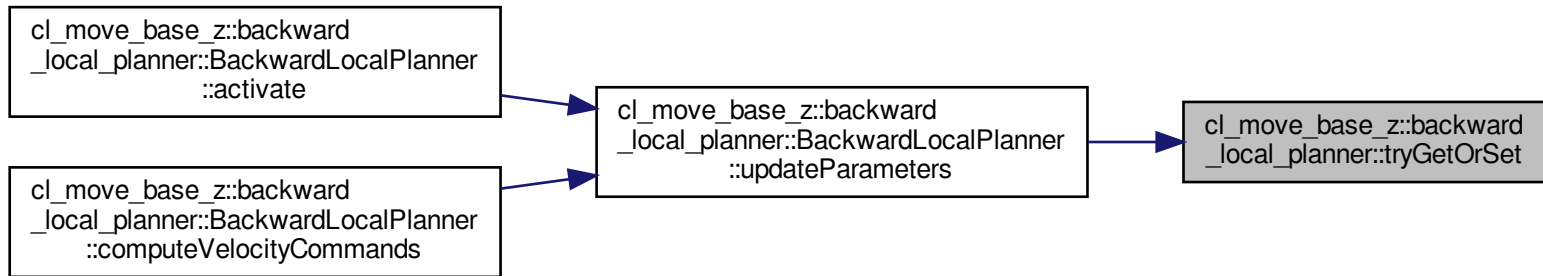 cl_move_base_z::backward
_local_planner::BackwardLocalPlanner
::activate
cl_move_base_z::backward
_local_planner::BackwardLocalPlanner
::computeVelocityCommands
cl_move_base_z::backward
_local_planner::BackwardLocalPlanner
::updateParameters
cl_move_base_z::backward
_local_planner::tryGetOrSet